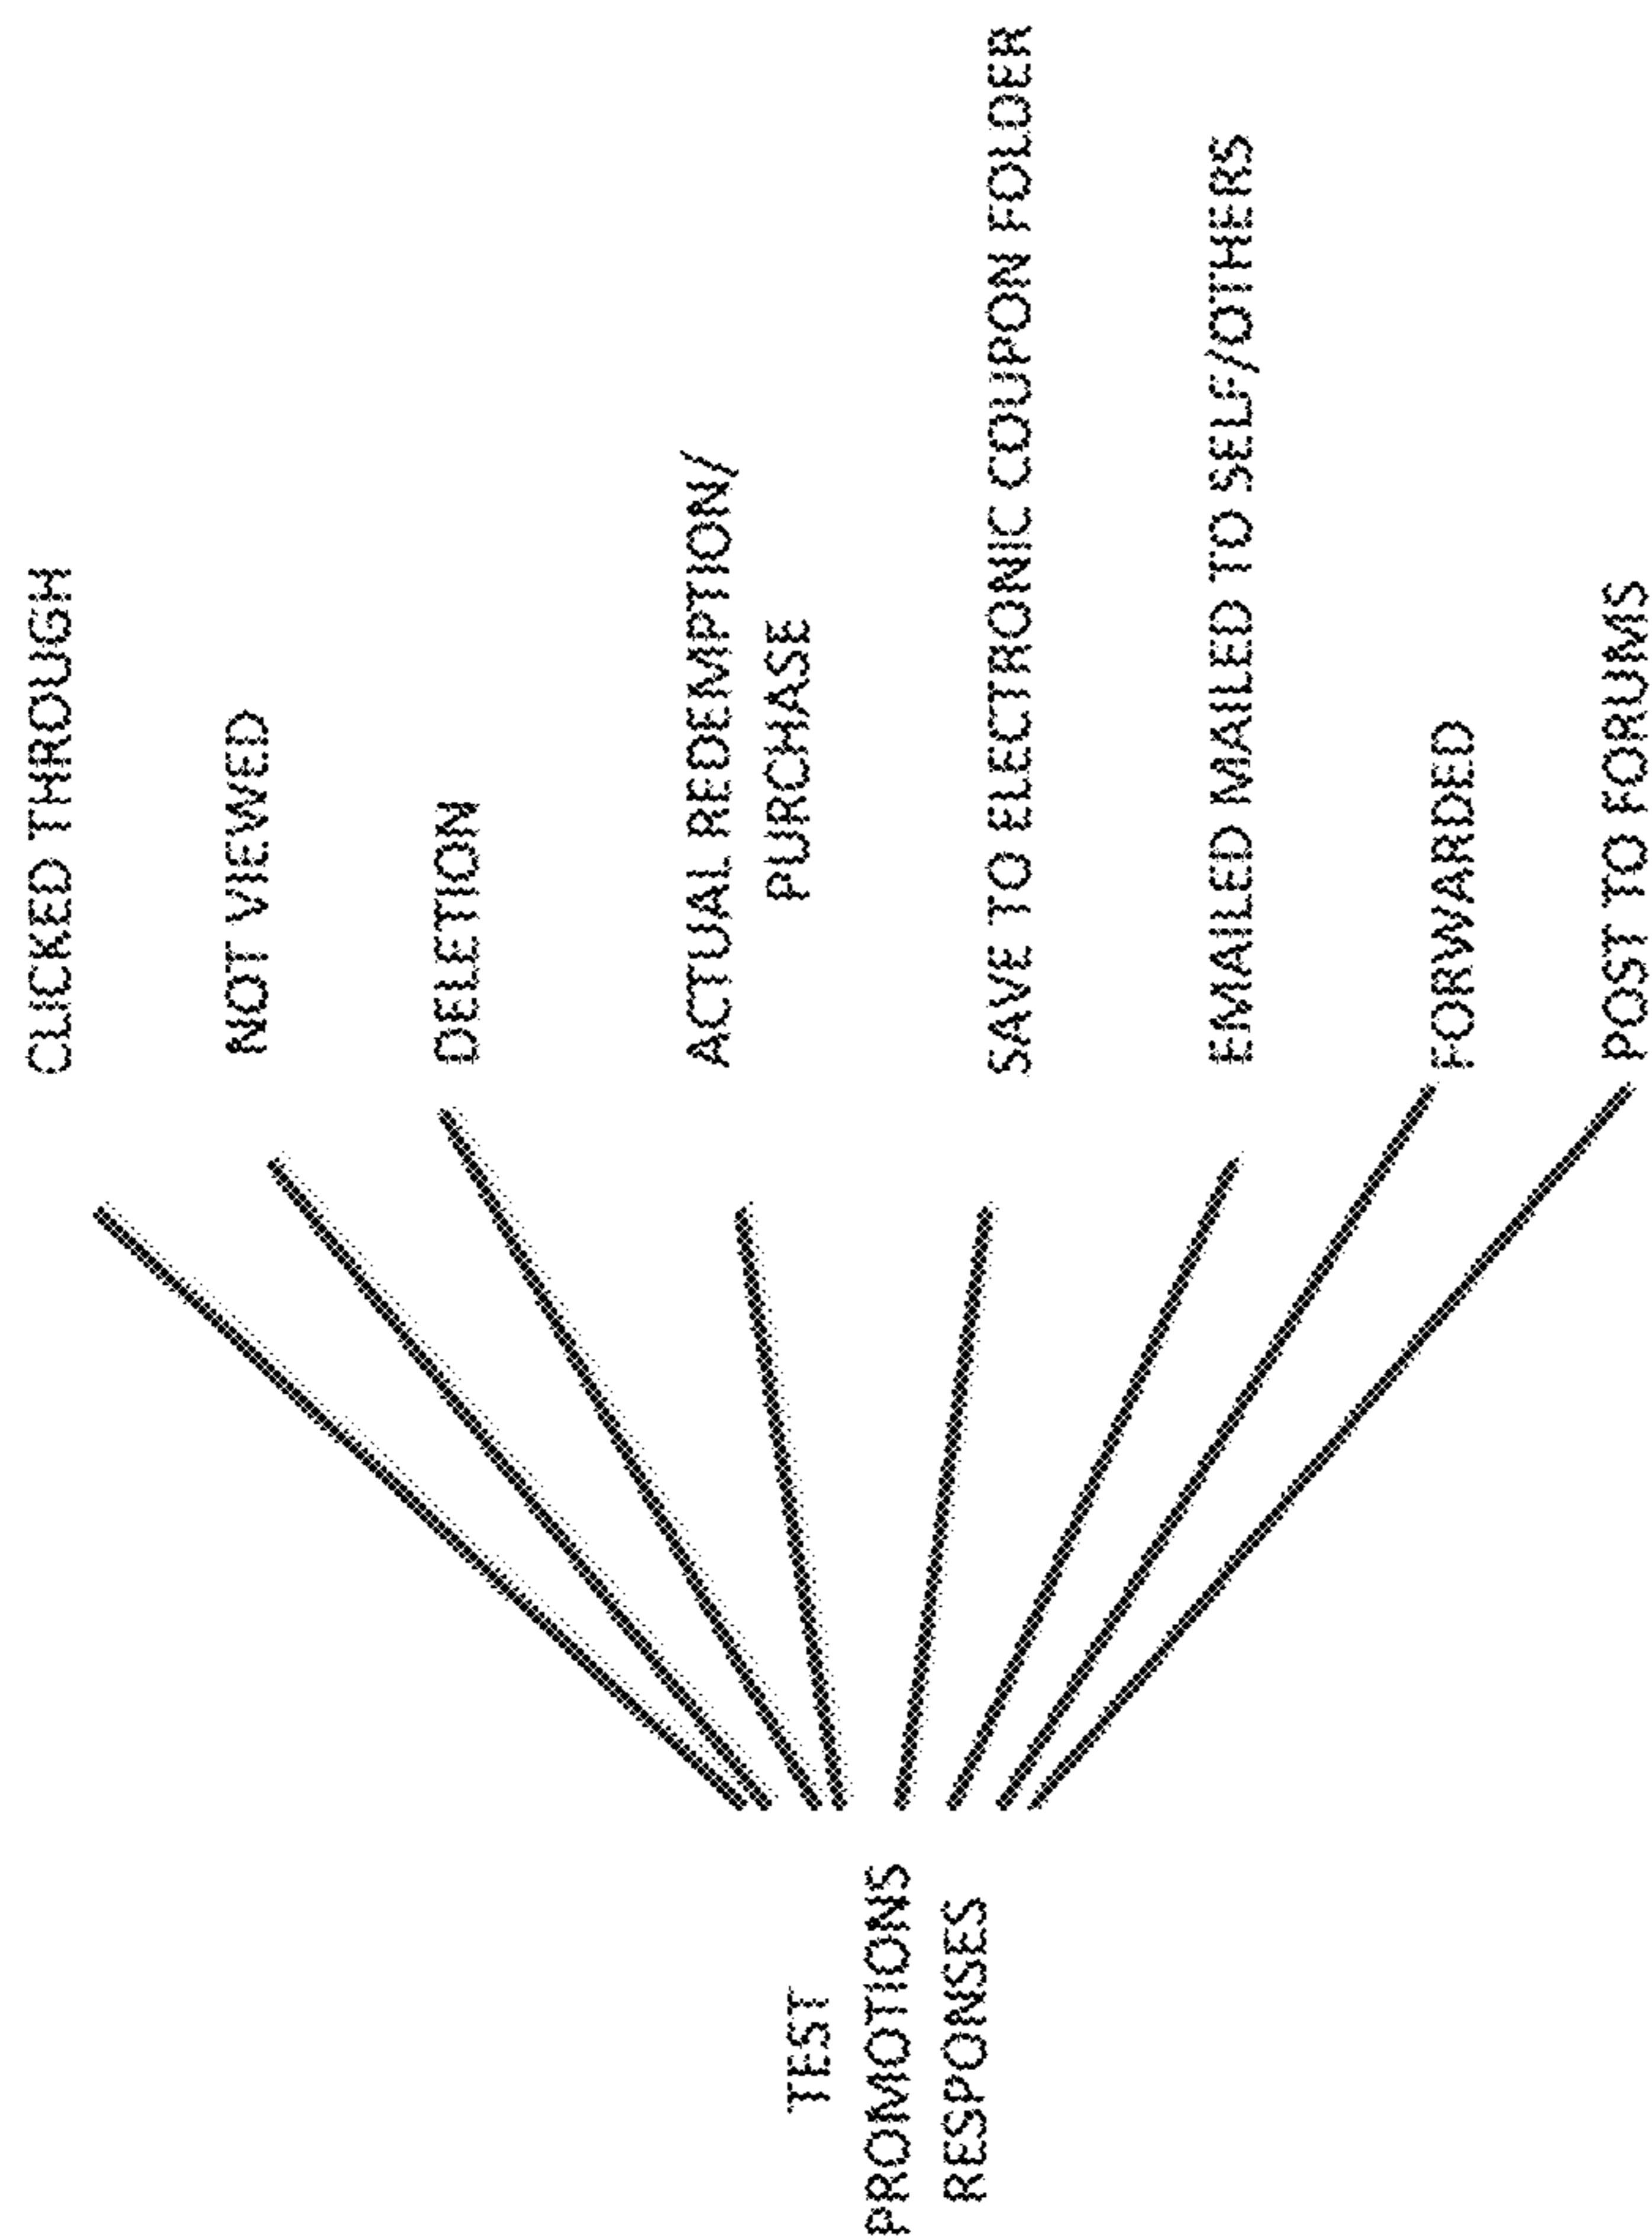 CLICKED THROUGH
NOT VIEWED
DELETION
ACTUAL REDEMPTION/
PURCHASE
TEST
PROMOTIONS
RESPONSES
SAVE TO ELECTRONIC COUPON FOLDER
EMAILED MAILED TO SELF/OTHERS
FORWARDED
POST TO FORUMS